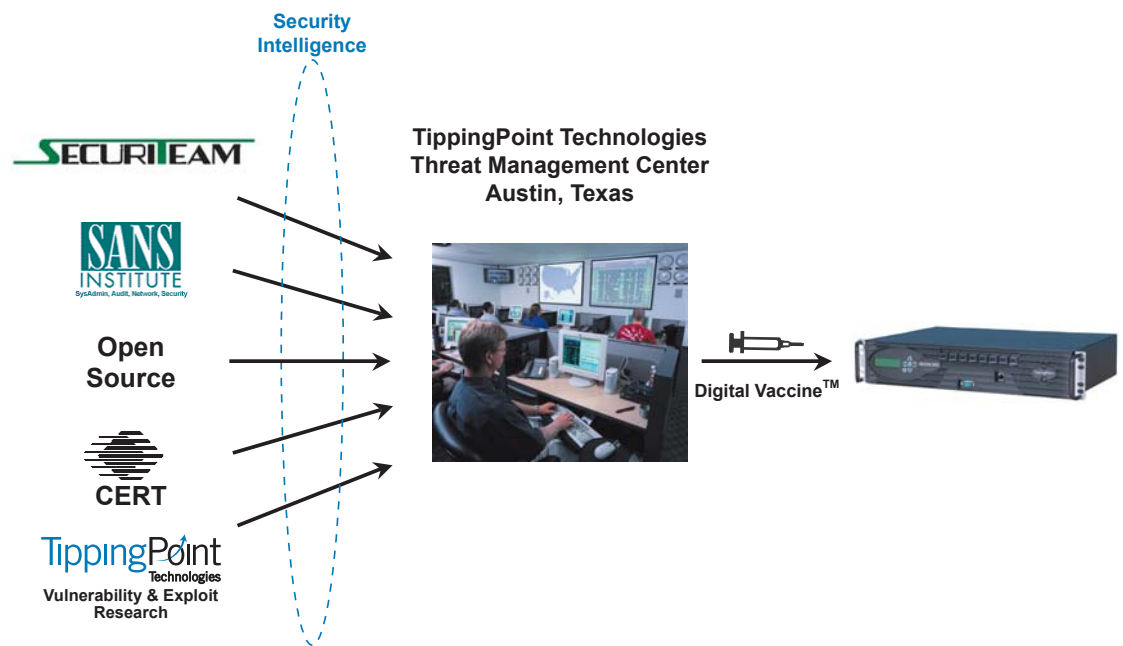 Security
Intelligence
SECURITEAM
TippingPoint Technologies
Threat Management Center
Austin, Texas
SANS
INSTITUTE
SysAdmin, Audit, Network, Security
Open
Source
CERT
TippingPoint
Technologies
Vulnerability & Exploit
Research
Digital Vaccine™